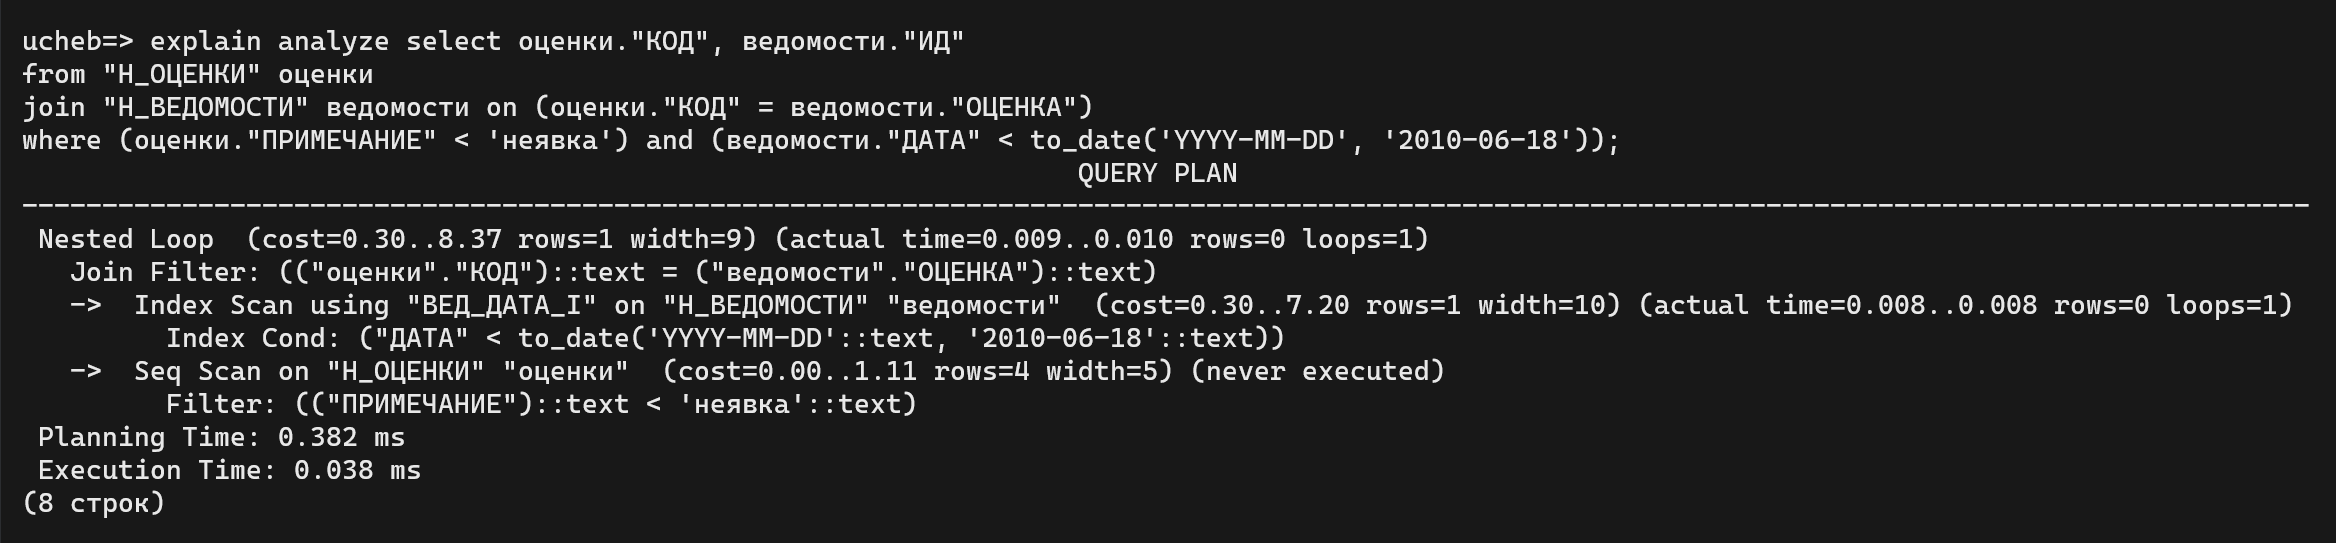 ucheb=> explain analyze select оценки."КОД", ведомости."ИД"
from "Н_ОЦЕНКИ" оценки
join "Н_ВЕДОМОСТИ" ведомости on (оценки."КОД" = ведомости."ОЦЕНКА")
where (оценки."ПРИМЕЧАНИЕ" < 'неявка') and (ведомости."ДАТА" < to_date('YYYY-MM-DD', '2010-06-18'));
QUERY PLAN
-----------------------------------------------------------------------------------------------------------------------------------------------
Nested Loop  (cost=0.30..8.37 rows=1 width=9) (actual time=0.009..0.010 rows=0 loops=1)
Join Filter: (("оценки"."КОД")::text = ("ведомости"."ОЦЕНКА")::text)
->  Index Scan using "ВЕД_ДАТА_I" on "Н_ВЕДОМОСТИ" "ведомости"  (cost=0.30..7.20 rows=1 width=10) (actual time=0.008..0.008 rows=0 loops=1)
Index Cond: ("ДАТА" < to_date('YYYY-MM-DD'::text, '2010-06-18'::text))
->  Seq Scan on "Н_ОЦЕНКИ" "оценки"  (cost=0.00..1.11 rows=4 width=5) (never executed)
Filter: (("ПРИМЕЧАНИЕ")::text < 'неявка'::text)
Planning Time: 0.382 ms
Execution Time: 0.038 ms
(8 строк)